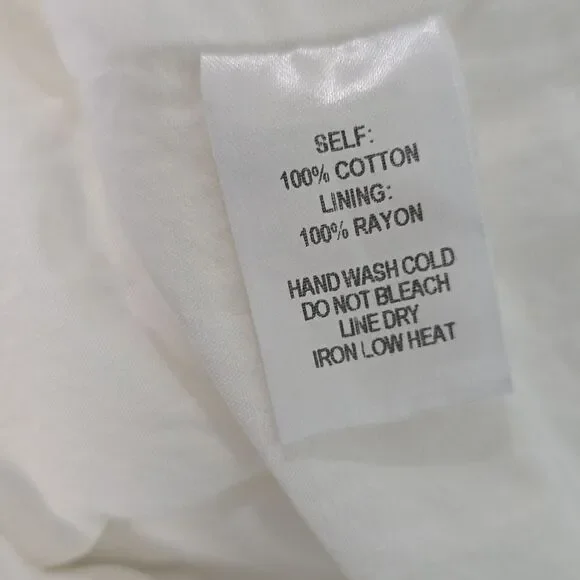 SELF:
100% COTTON
LINING:
100% RAYON
HAND WASH COLD
DO NOT BLEACH
LINE DRY
IRON LOW HEAT